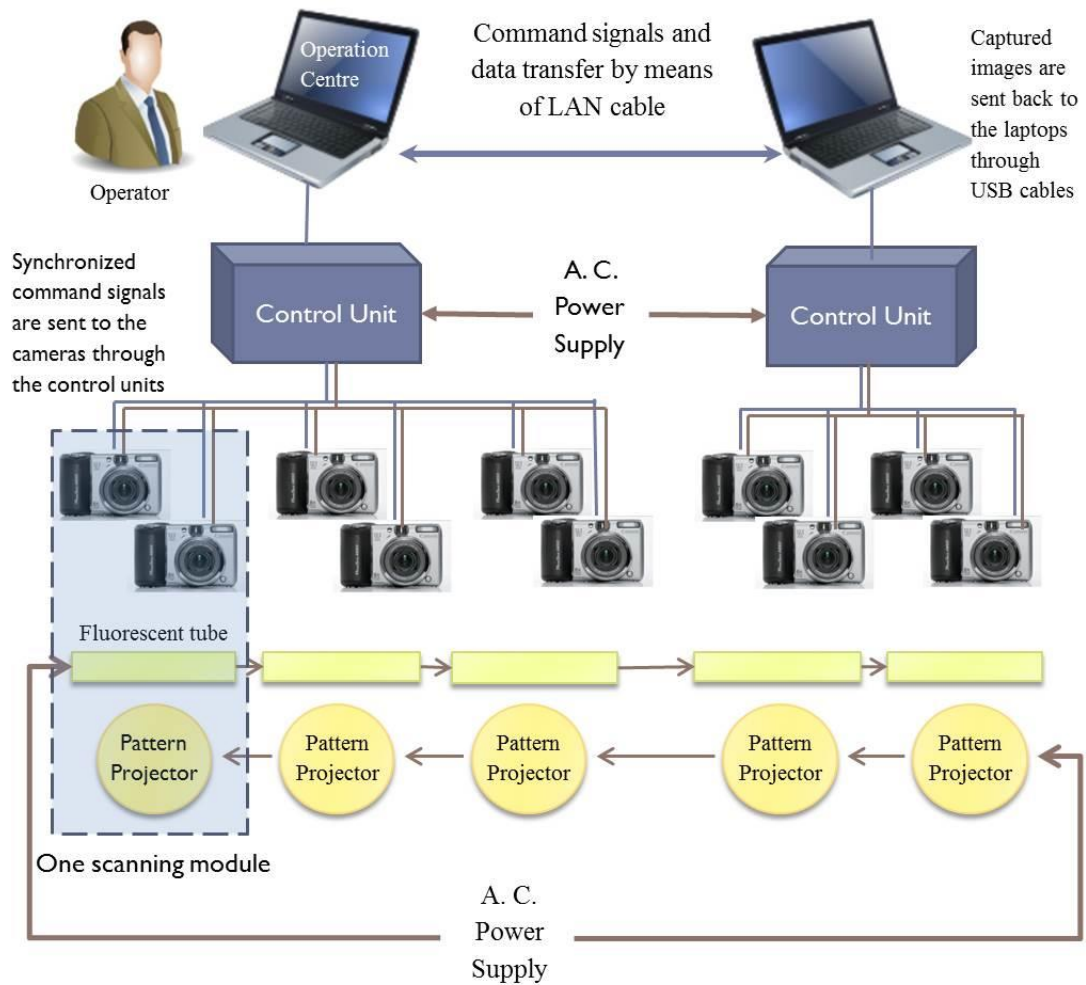 Operation
Centre
Command signals and
data transfer by means
of LAN cable
Captured
images are
sent back to
the laptops
through
USB cables
Operator
Synchronized
command signals
are sent to the
cameras through
the control units
Control Unit
A. C.
Power
Supply
Control Unit
Fluorescent tube
Pattern
Projector
Pattern
Projector
Pattern
Projector
Pattern
Projector
Pattern
Projector
One scanning module
A. C.
Power
Supply